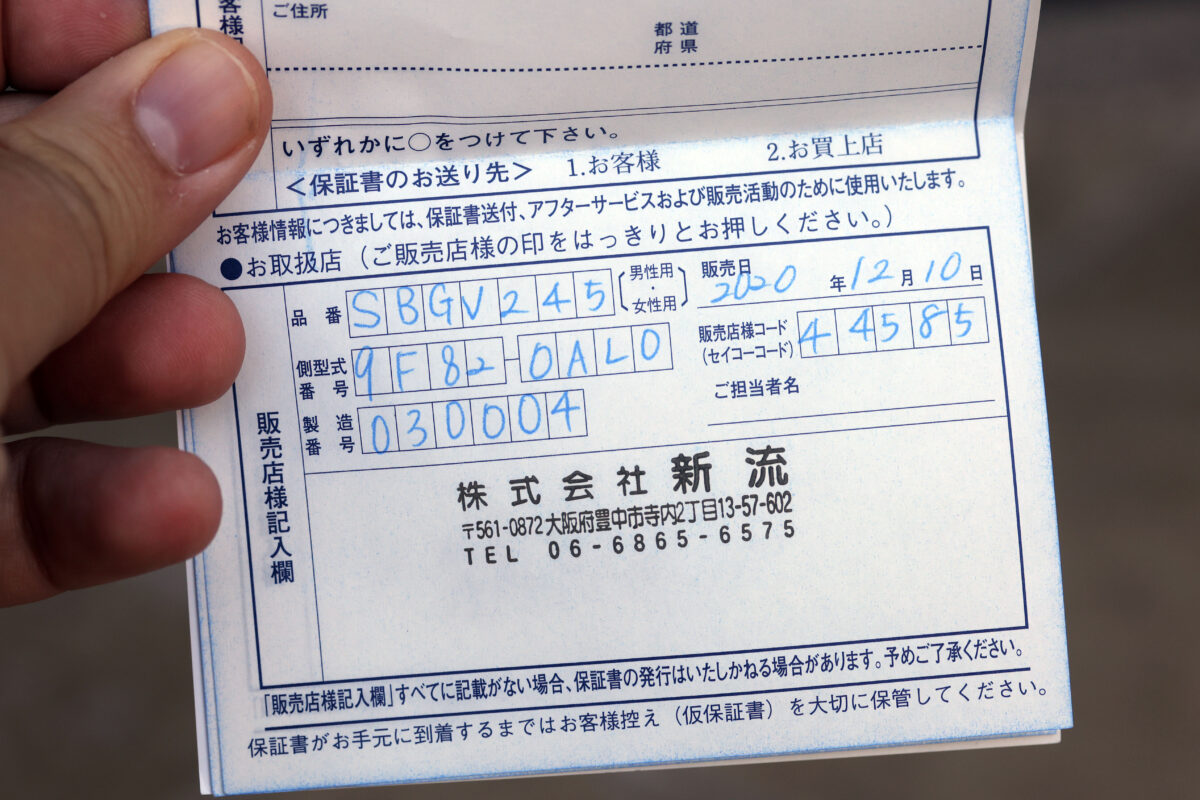 ご住所
都道
府県
いずれかに○をつけて下さい。
<保証書のお送り先> 1.お客様 2.お買上店
お客様情報につきましては、保証書送付、アフターサービスおよび販売活動のために使用いたします。
●お取扱店(ご販売店様の印をはっきりとお押しください。)
販売店様記入欄
品番 SBGV245 (男性用・女性用)
販売日 2020年12月10日
側型式番号 9F82-0AL0
販売店様コード(セイコーコード) 44585
製造番号 030004
ご担当者名
株式会社 新流
〒561-0872 大阪府豊中市寺内2丁目13-57-602
TEL 06-6865-6575
「販売店様記入欄」すべてに記載がない場合、保証書の発行はいたしかねる場合があります。予めご了承ください。
保証書がお手元に到着するまではお客様控え(仮保証書)を大切に保管してください。